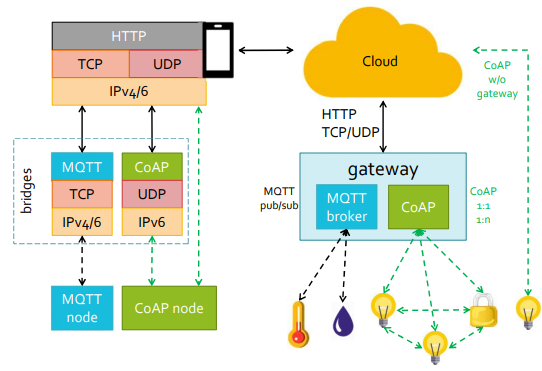 HTTP
TCP
UDP
IPv4/6
bridges
MQTT
CoAP
TCP
UDP
IPv4/6
IPv6
MQTT
node
CoAP node
Cloud
CoAP
w/o
gateway
HTTP
TCP/UDP
gateway
MQTT
pub/sub
MQTT
broker
CoAP
CoAP
1:1
1:n